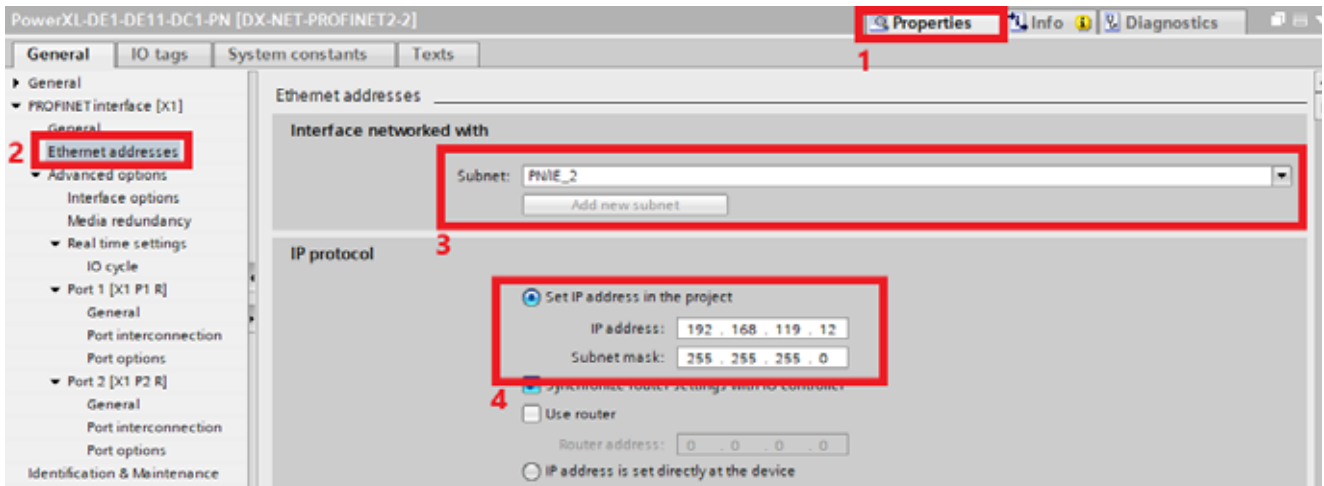 PowerXL-DE1-DE11-DC1-PN [DX-NET-PROFINET2-2]
Properties
Info
Diagnostics
1
General
IO tags
System constants
Texts
General
PROFINET interface [X1]
General
2
Ethernet addresses
Advanced options
Interface options
Media redundancy
Real time settings
IO cycle
Port 1 [X1 P1 R]
General
Port interconnection
Port options
Port 2 [X1 P2 R]
General
Port interconnection
Port options
Identification & Maintenance
Ethernet addresses
Interface networked with
Subnet: PN/IE_2
Add new subnet
3
IP protocol
Set IP address in the project
IP address: 192 . 168 . 119 . 12
Subnet mask: 255 . 255 . 255 . 0
Synchronize router settings with IO controller
4
Use router
Router address: 0 . 0 . 0 . 0
IP address is set directly at the device